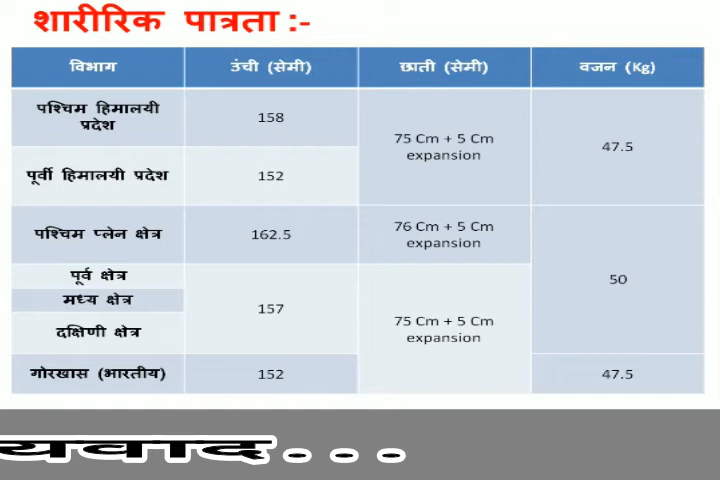 शारीरिक पात्रता :-
विभाग उंची (सेमी) छाती (सेमी) वजन (Kg)
पश्चिम हिमालयी
प्रदेश
158
75 Cm + 5 Cm
expansion
47.5
पूर्वी हिमालयी प्रदेश
152
पश्चिम प्लेन क्षेत्र
162.5
76 Cm + 5 Cm
expansion
50
पूर्व क्षेत्र
मध्य क्षेत्र
157
75 Cm + 5 Cm
expansion
दक्षिणी क्षेत्र
गोरखास (भारतीय)
152
47.5
यवाद...